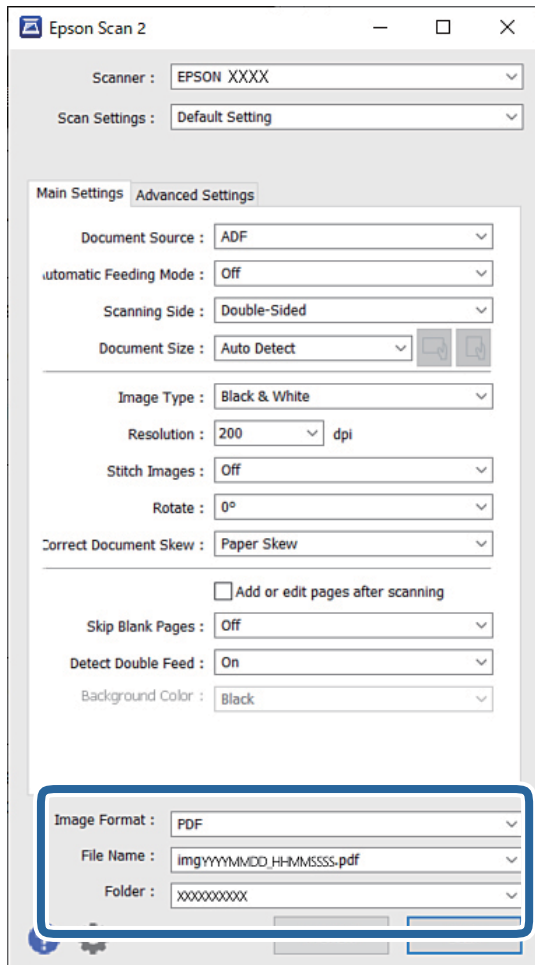 Epson Scan 2
Scanner : EPSON XXXX
Scan Settings : Default Setting
Main Settings Advanced Settings
Document Source : ADF
utomatic Feeding Mode : Off
Scanning Side : Double-Sided
Document Size : Auto Detect
Image Type : Black & White
Resolution : 200 dpi
Stitch Images : Off
Rotate : 0°
Correct Document Skew : Paper Skew
Add or edit pages after scanning
Skip Blank Pages : Off
Detect Double Feed : On
Background Color : Black
Image Format : PDF
File Name : imgYYYYMMDD_HHMMSSSS.pdf
Folder : XXXXXXXXXX